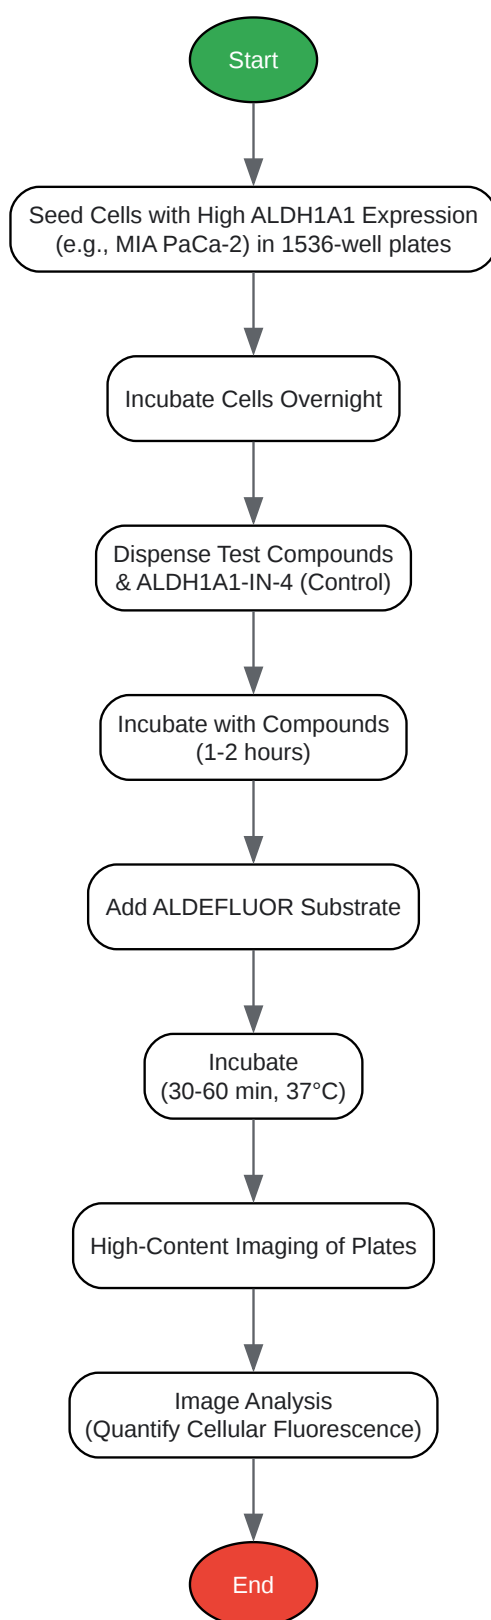 Start
Seed Cells with High ALDH1A1 Expression
(e.g., MIA PaCa-2) in 1536-well plates
Incubate Cells Overnight
Dispense Test Compounds
& ALDH1A1-IN-4 (Control)
Incubate with Compounds
(1-2 hours)
Add ALDEFLUOR Substrate
Incubate
(30-60 min, 37°C)
High-Content Imaging of Plates
Image Analysis
(Quantify Cellular Fluorescence)
End